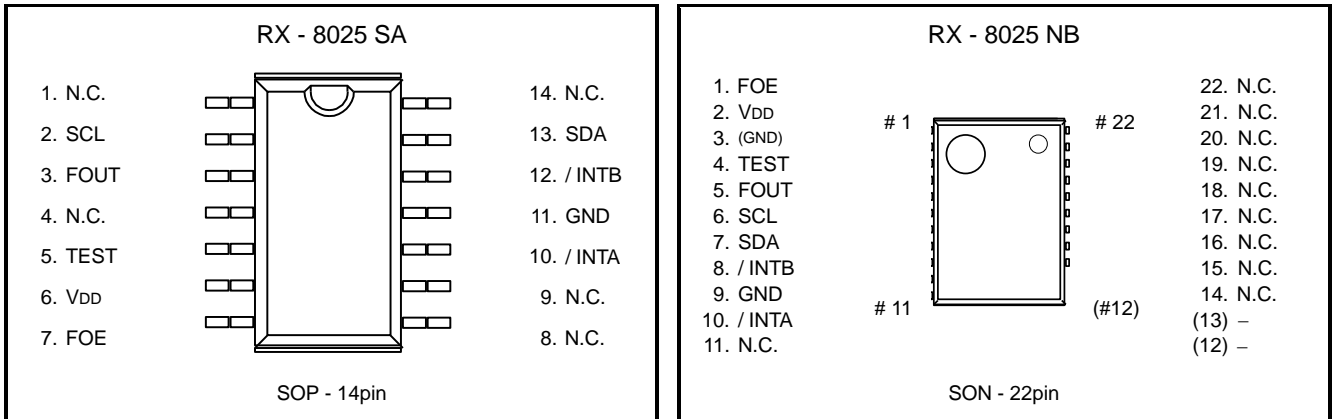 RX - 8025 SA
1. N.C.
2. SCL
3. FOUT
4. N.C.
5. TEST
6. VDD
7. FOE
14. N.C.
13. SDA
12. / INTB
11. GND
10. / INTA
9. N.C.
8. N.C.
SOP - 14pin
RX - 8025 NB
1. FOE
2. VDD
3. (GND)
4. TEST
5. FOUT
6. SCL
7. SDA
8. / INTB
9. GND
10. / INTA
11. N.C.
# 1
# 22
# 11
(#12)
22. N.C.
21. N.C.
20. N.C.
19. N.C.
18. N.C.
17. N.C.
16. N.C.
15. N.C.
14. N.C.
(13) –
(12) –
SON - 22pin